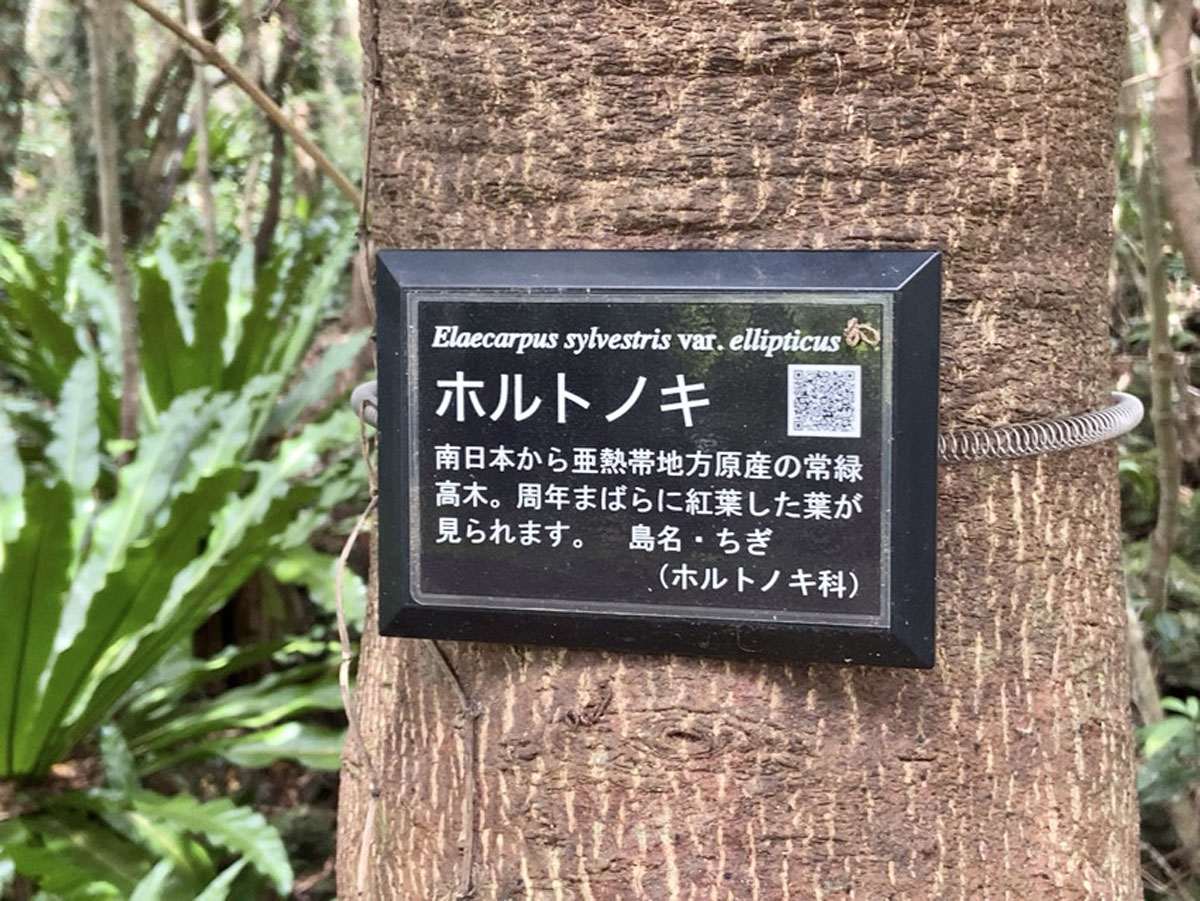 Elaecarpus sylvestris var. ellipticus
ホルトノキ
南日本から亜熱帯地方原産の常緑
高木。周年まばらに紅葉した葉が
見られます。　島名・ちぎ
（ホルトノキ科）